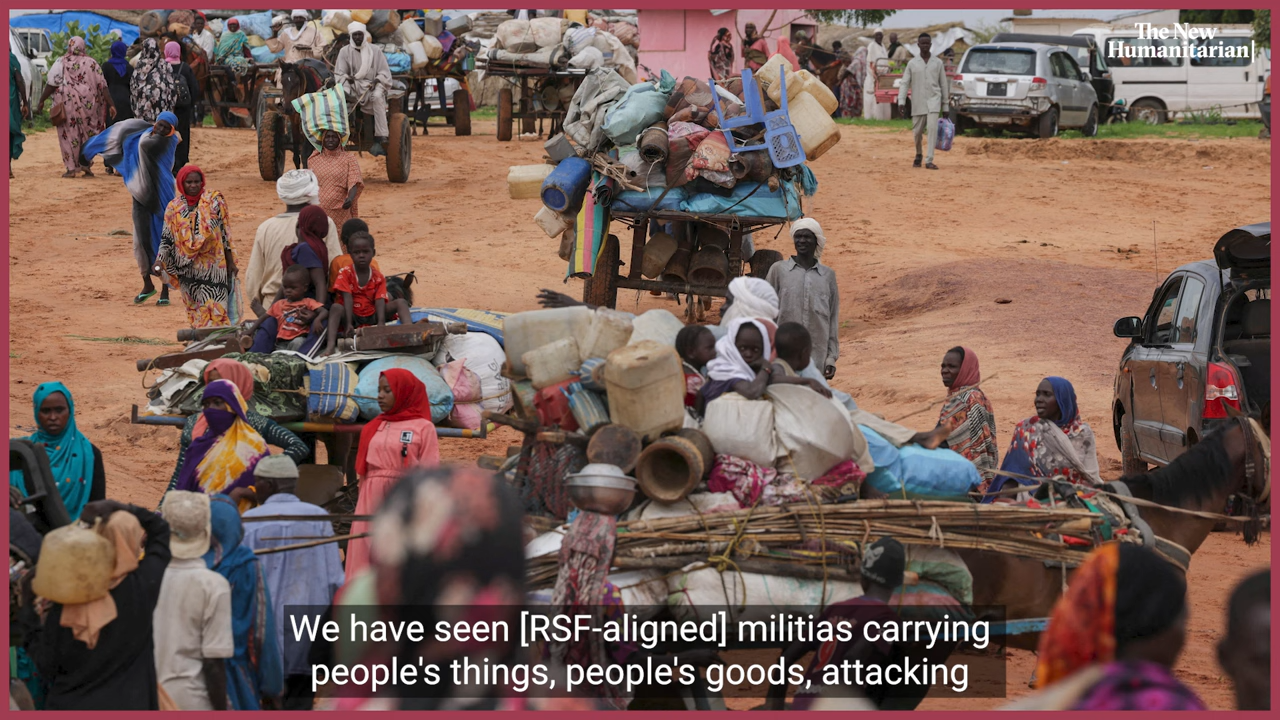 The New
Humanitarian|
We have seen [RSF-aligned] militias carrying
people's things, people's goods, attacking